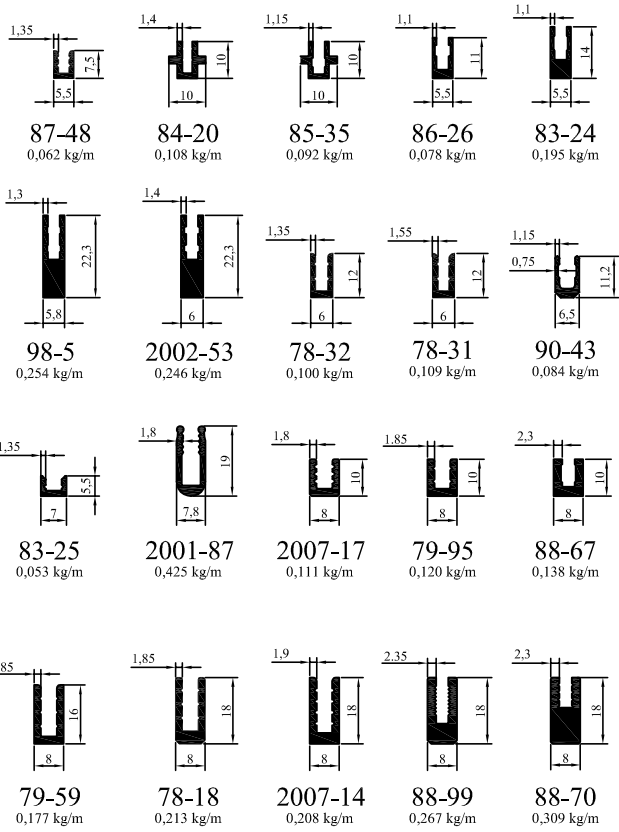 1,35 1,4 1,15 1,1 1,1
7,5 10 10 11 14
5,5 10 10 5,5 5,5
87-48 84-20 85-35 86-26 83-24
0,062 kg/m 0,108 kg/m 0,092 kg/m 0,078 kg/m 0,195 kg/m
1,3 1,4 1,35 1,55 1,15
0,75
22,3 22,3 12 12 11,2
5,8 6 6 6 6,5
98-5 2002-53 78-32 78-31 90-43
0,254 kg/m 0,246 kg/m 0,100 kg/m 0,109 kg/m 0,084 kg/m
1,35 1,8 1,8 1.85 2,3
5,5 19 10 10 10
7 7,8 8 8 8
83-25 2001-87 2007-17 79-95 88-67
0,053 kg/m 0,425 kg/m 0,111 kg/m 0,120 kg/m 0,138 kg/m
85 1,85 1,9 2.35 2,3
16 18 18 18 18
8 8 8 8 8
79-59 78-18 2007-14 88-99 88-70
0,177 kg/m 0,213 kg/m 0,208 kg/m 0,267 kg/m 0,309 kg/m